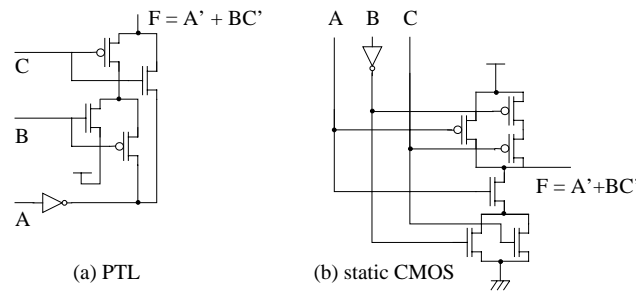 F = A' + BC'
C
B
A
(a) PTL
A B C
F = A'+BC'
(b) static CMOS